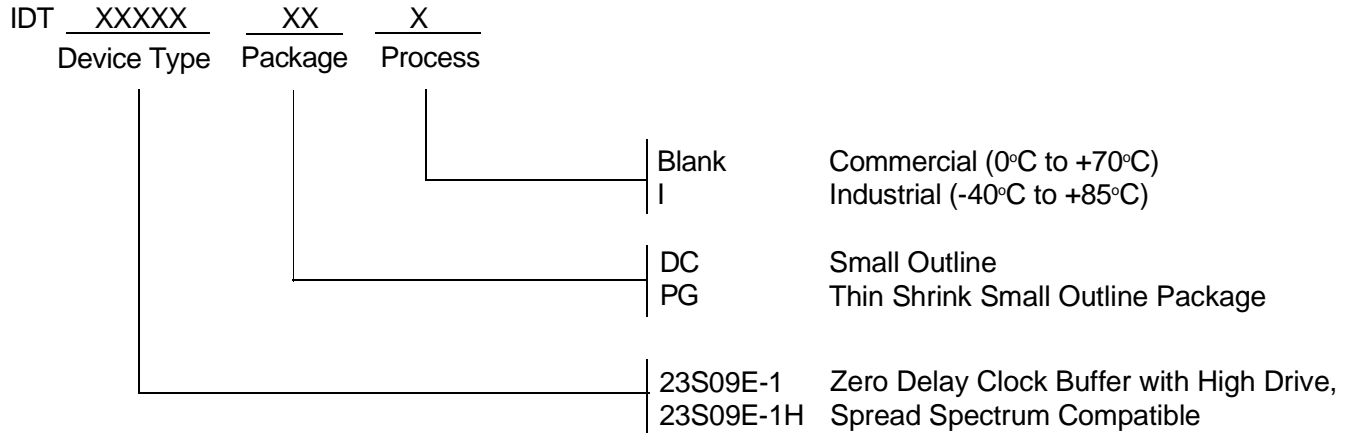 IDT XXXXX XX X
Device Type Package Process
Blank Commercial (0°C to +70°C)
I Industrial (-40°C to +85°C)
DC Small Outline
PG Thin Shrink Small Outline Package
23S09E-1 Zero Delay Clock Buffer with High Drive,
23S09E-1H Spread Spectrum Compatible